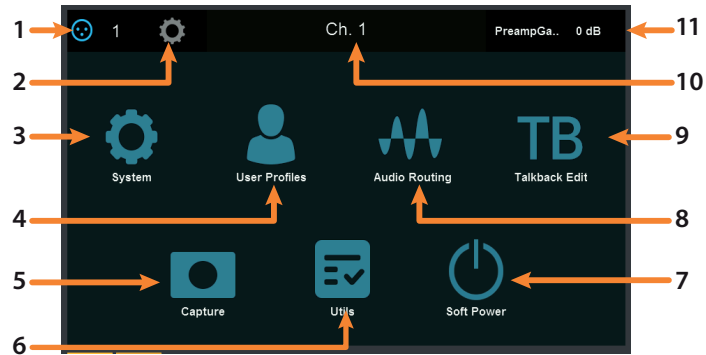 1 1 Ch. 1 PreampGa.. 0 dB 11
2 10
3 TB 9
System User Profiles Audio Routing Talkback Edit
4 8
5 7
Capture Utils Soft Power
6